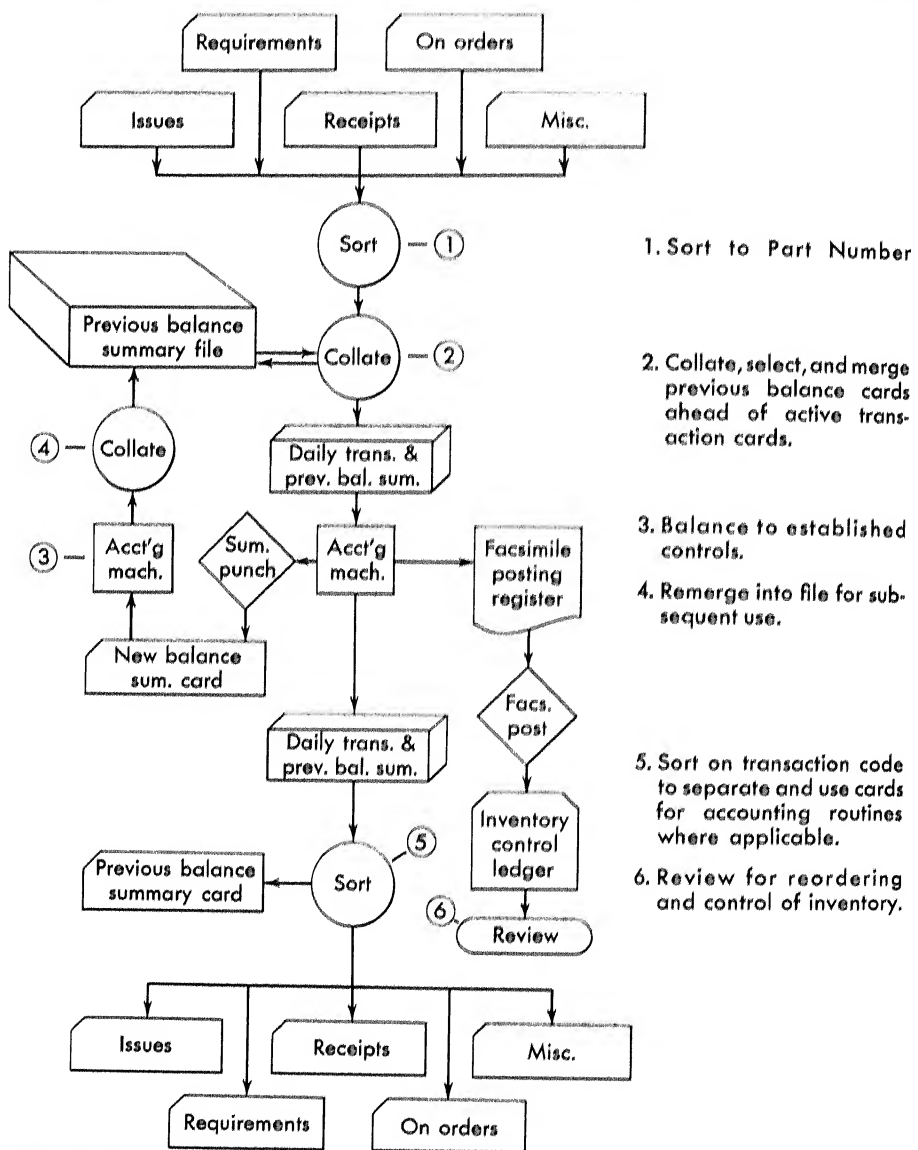 Requirements
On orders
Issues
Receipts
Misc.
Sort
1
1. Sort to Part Number
Previous balance
summary file
Collate
2
2. Collate, select, and merge
previous balance cards
ahead of active trans-
action cards.
4
Collate
Daily trans. &
prev. bal. sum.
3
Acct'g
mach.
Sum.
punch
Acct'g
mach.
Facsimile
posting
register
3. Balance to established
controls.
4. Remerge into file for sub-
sequent use.
New balance
sum. card
Facs.
post
Daily trans. &
prev. bal. sum.
5. Sort on transaction code
to separate and use cards
for accounting routines
where applicable.
Inventory
control
ledger
5
Previous balance
summary card
Sort
6
Review
6. Review for reordering
and control of inventory.
Issues
Receipts
Misc.
Requirements
On orders